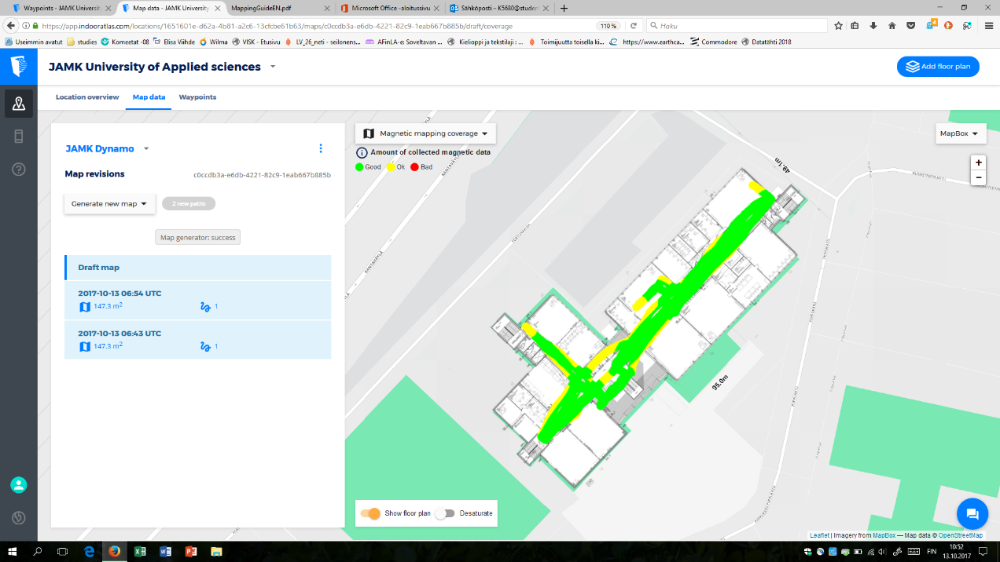 Waypoints - JAMK University
Map data - JAMK University
MappingGuideEN.pdf
Microsoft Office -aloitussivu
Sähköposti – K5680@student
https://app.indooratlas.com/locations/1651601e-d62a-4b81-a2c6-13cfcbe61b63/maps/c0ccdb3a-e6db-4221-82c9-1eab667b885b/draft/coverage
110 %
Haku
Useimmin avatut
studies
Komeetat -08
Elisa Viihde
Wilma
VISK - Etusivu
LV_26_neti - seilonens...
AFinLA-e: Soveltavan ...
Kielioppi ja tekstilaji : ...
Toimijuutta toisella ki...
https://www.earthca...
Commodore
Datatähti 2018
JAMK University of Applied sciences
Add floor plan
Location overview
Map data
Waypoints
JAMK Dynamo
Map revisions
c0ccdb3a-e6db-4221-82c9-1eab667b885b
Generate new map
2 new paths
Map generator: success
Draft map
2017-10-13 06:54 UTC
147.3 m²
1
2017-10-13 06:43 UTC
147.3 m²
1
Magnetic mapping coverage
Amount of collected magnetic data
Good
Ok
Bad
MapBox
+
−
49.1m
95.0m
RANTAVÄYLÄ
RANTAVÄYLÄ
PIIPPUKATU
Show floor plan
Desaturate
Leaflet | Imagery from MapBox — Map data © OpenStreetMap
FIN
10:52
13.10.2017